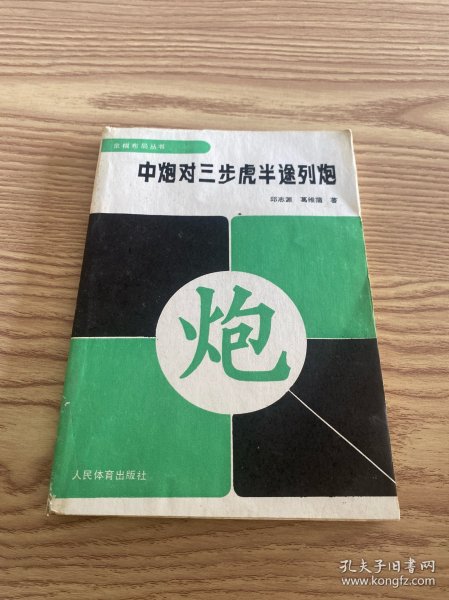 象棋布局丛书
中炮对三步虎半途列炮
邱志源 葛维蒲 著
炮
人民体育出版社
孔夫子旧书网
www.kongfz.com